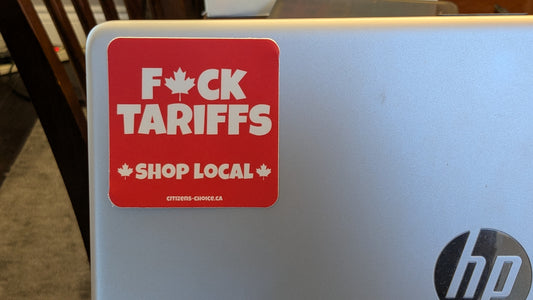 F🍁CK
TARIFFS
🍁SHOP LOCAL🍁
CITIZENS-CHOICE.CA
hp